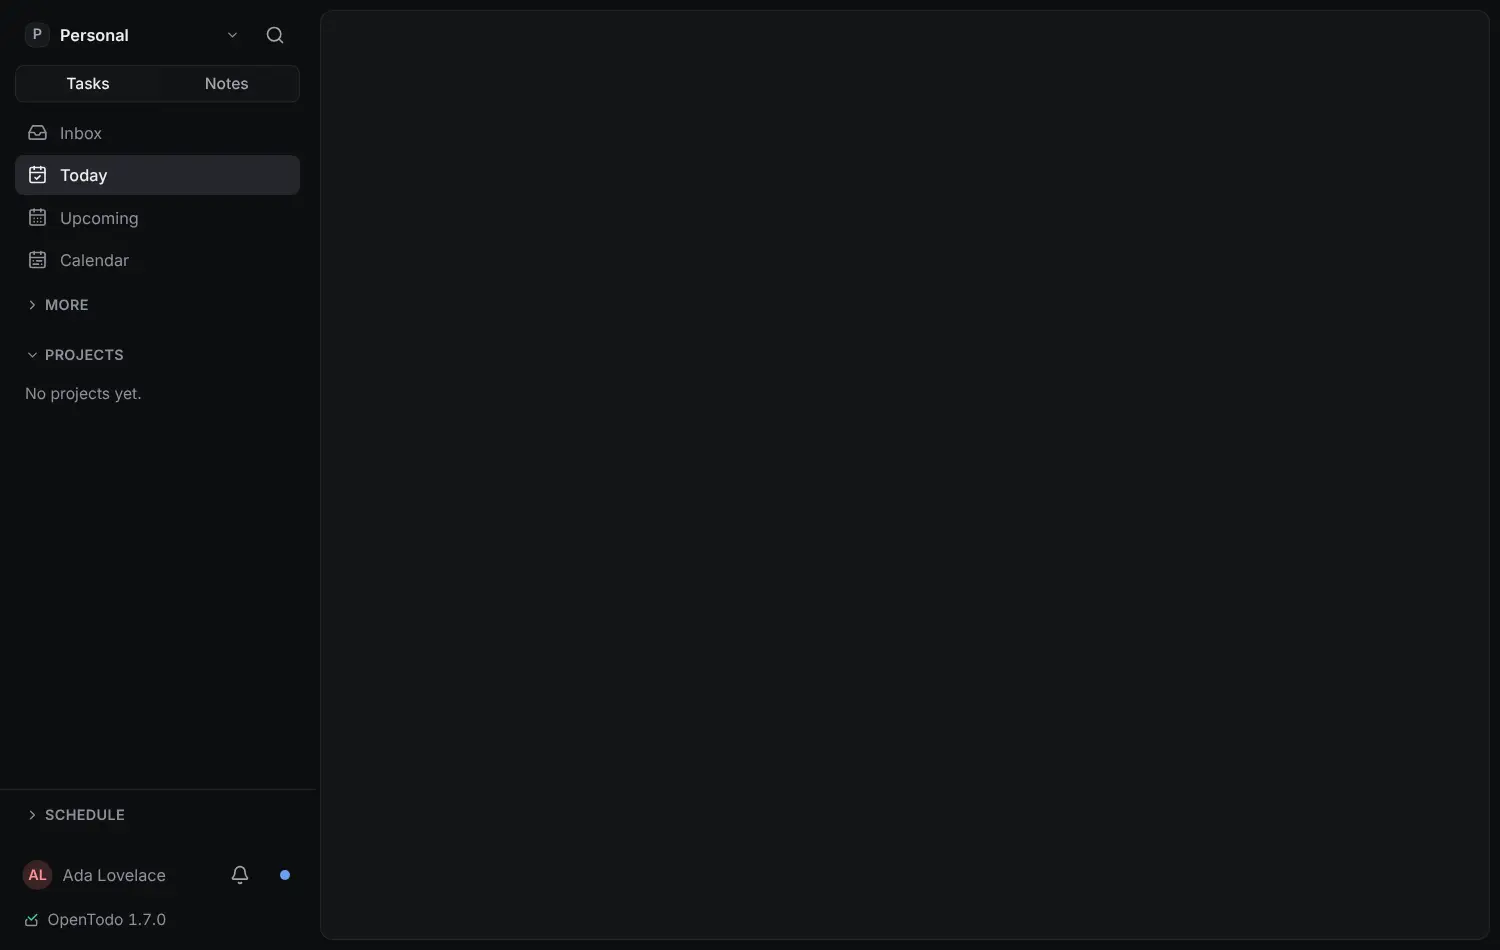 P Personal
Tasks Notes
Inbox
Today
Upcoming
Calendar
MORE
PROJECTS
No projects yet.
SCHEDULE
AL Ada Lovelace
OpenTodo 1.7.0